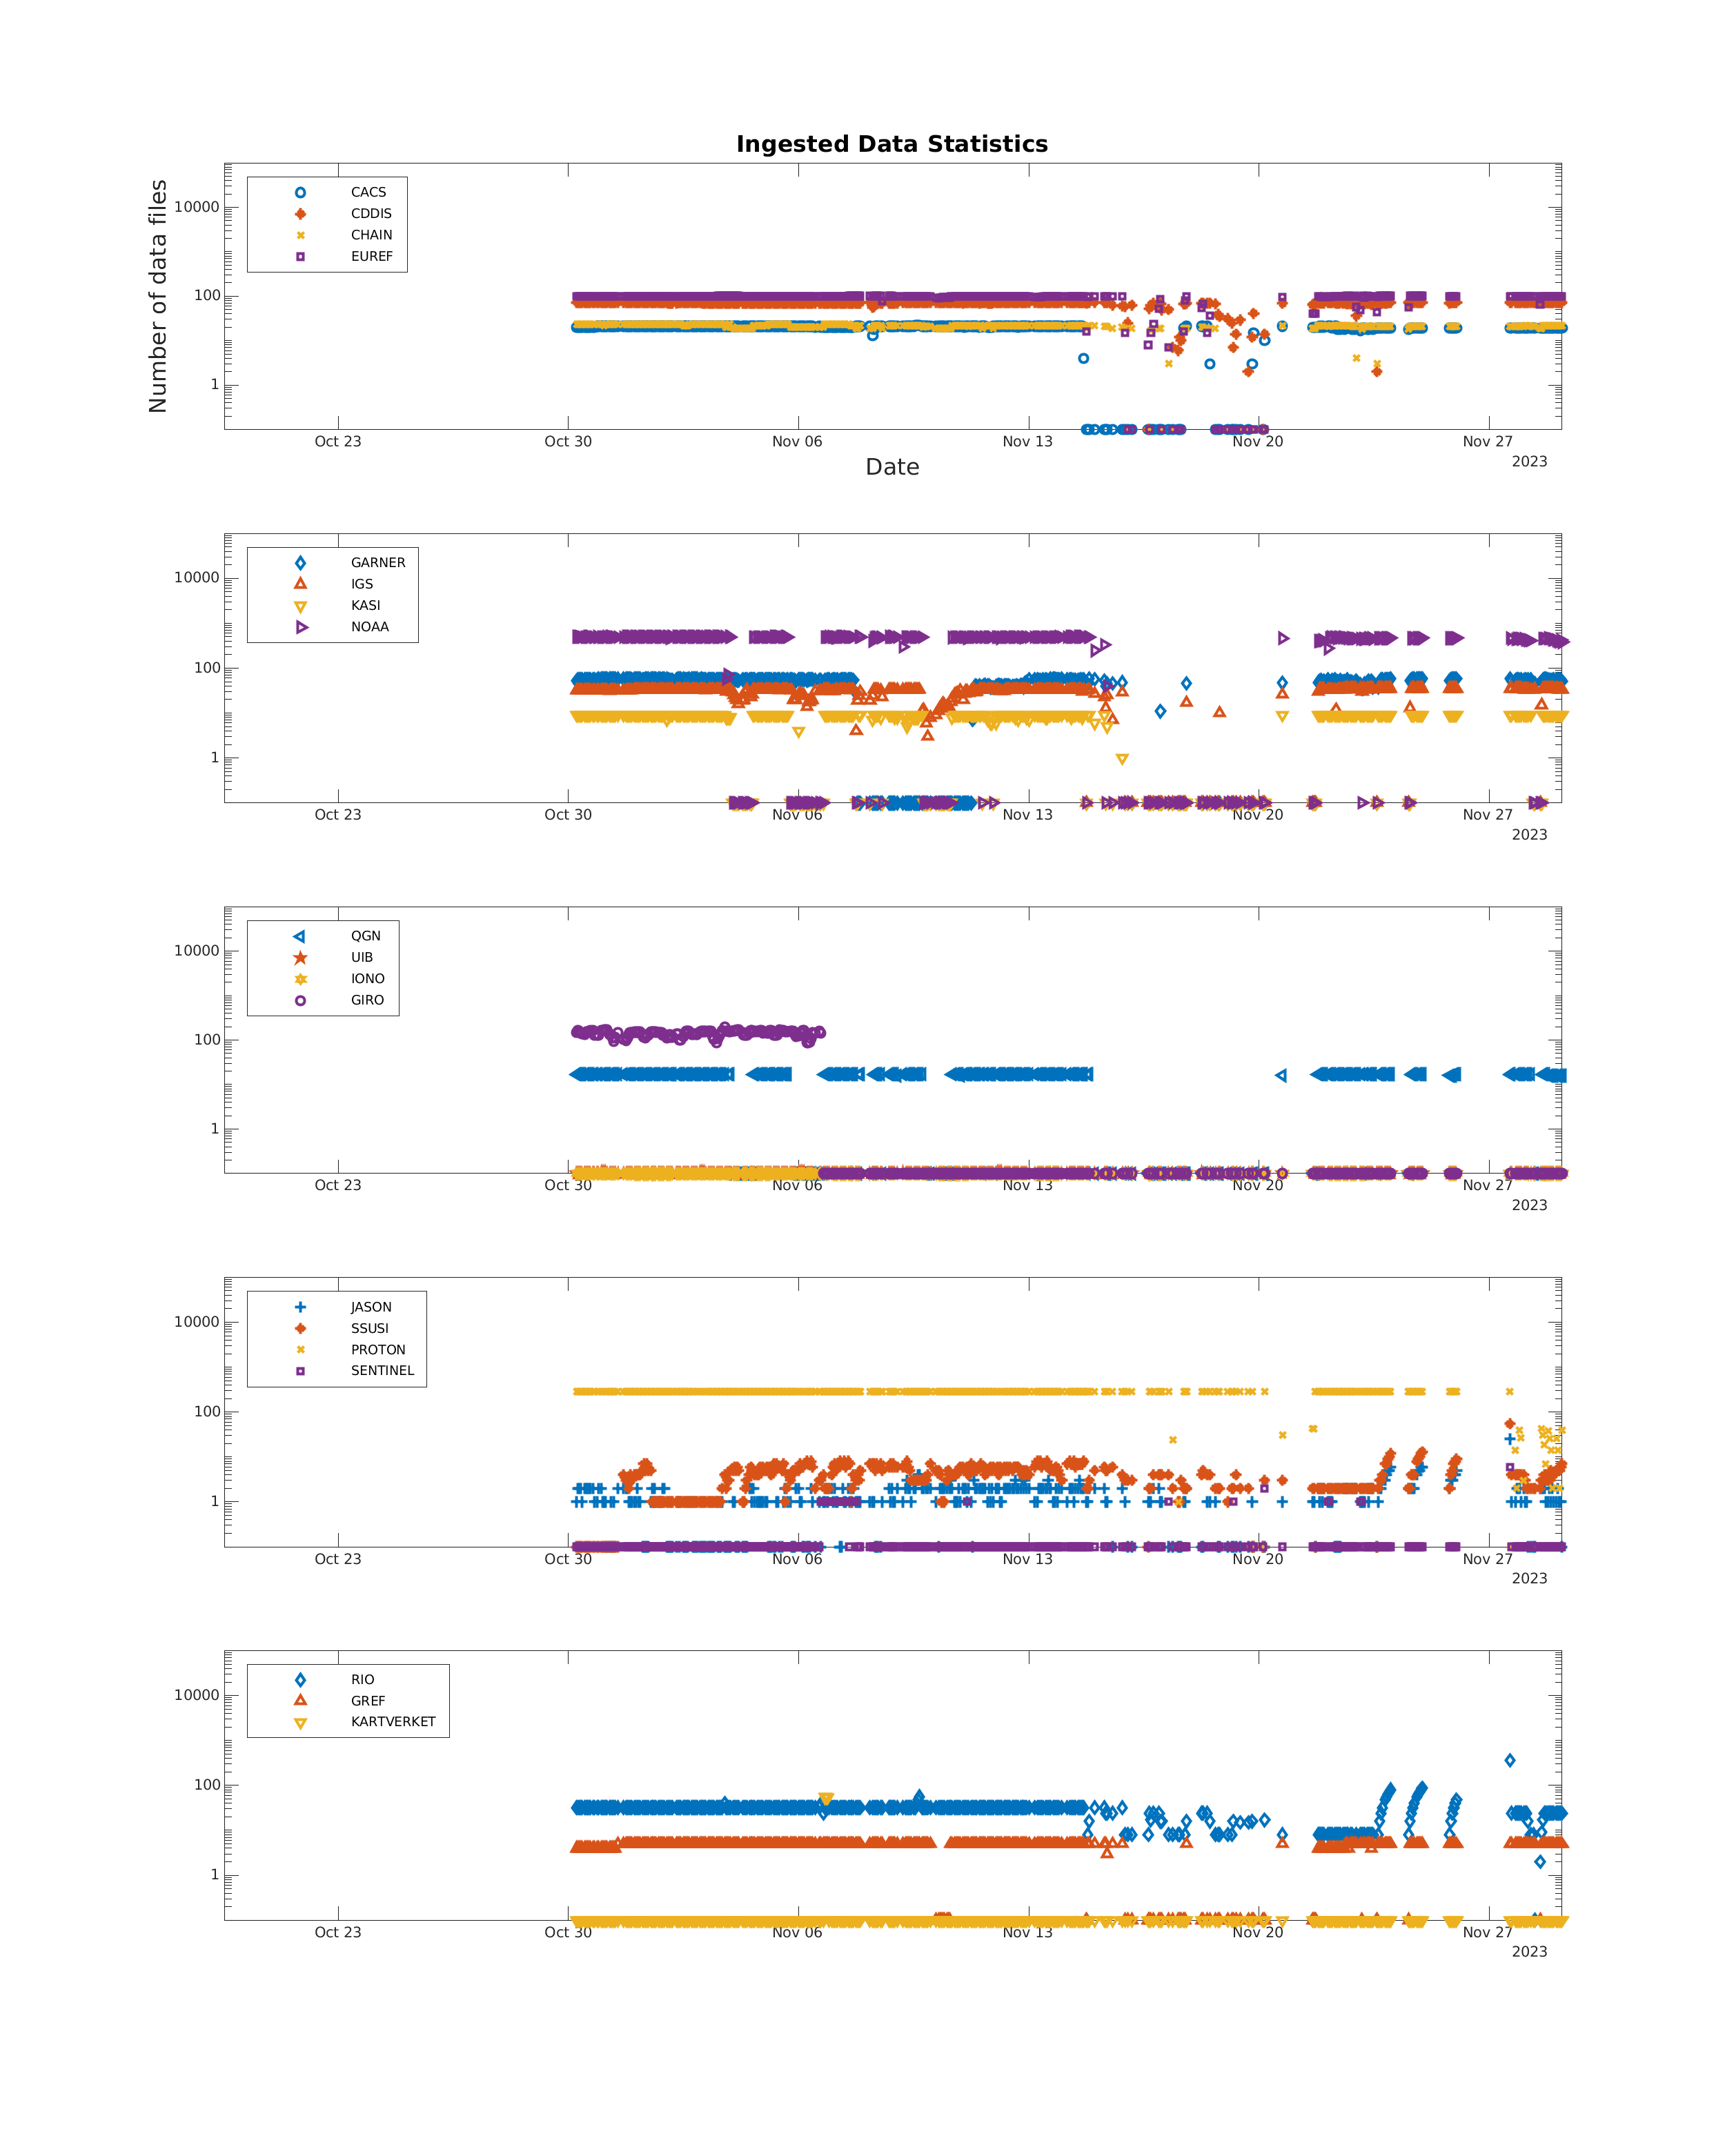 Ingested Data Statistics
Number of data files
CACS
CDDIS
CHAIN
EUREF
10000
100
1
Oct 23 Oct 30 Nov 06 Nov 13 Nov 20 Nov 27
2023
Date
GARNER
IGS
KASI
NOAA
10000
100
1
Oct 23 Oct 30 Nov 06 Nov 13 Nov 20 Nov 27
2023
QGN
UIB
IONO
GIRO
10000
100
1
Oct 23 Oct 30 Nov 06 Nov 13 Nov 20 Nov 27
2023
JASON
SSUSI
PROTON
SENTINEL
10000
100
1
Oct 23 Oct 30 Nov 06 Nov 13 Nov 20 Nov 27
2023
RIO
GREF
KARTVERKET
10000
100
1
Oct 23 Oct 30 Nov 06 Nov 13 Nov 20 Nov 27
2023